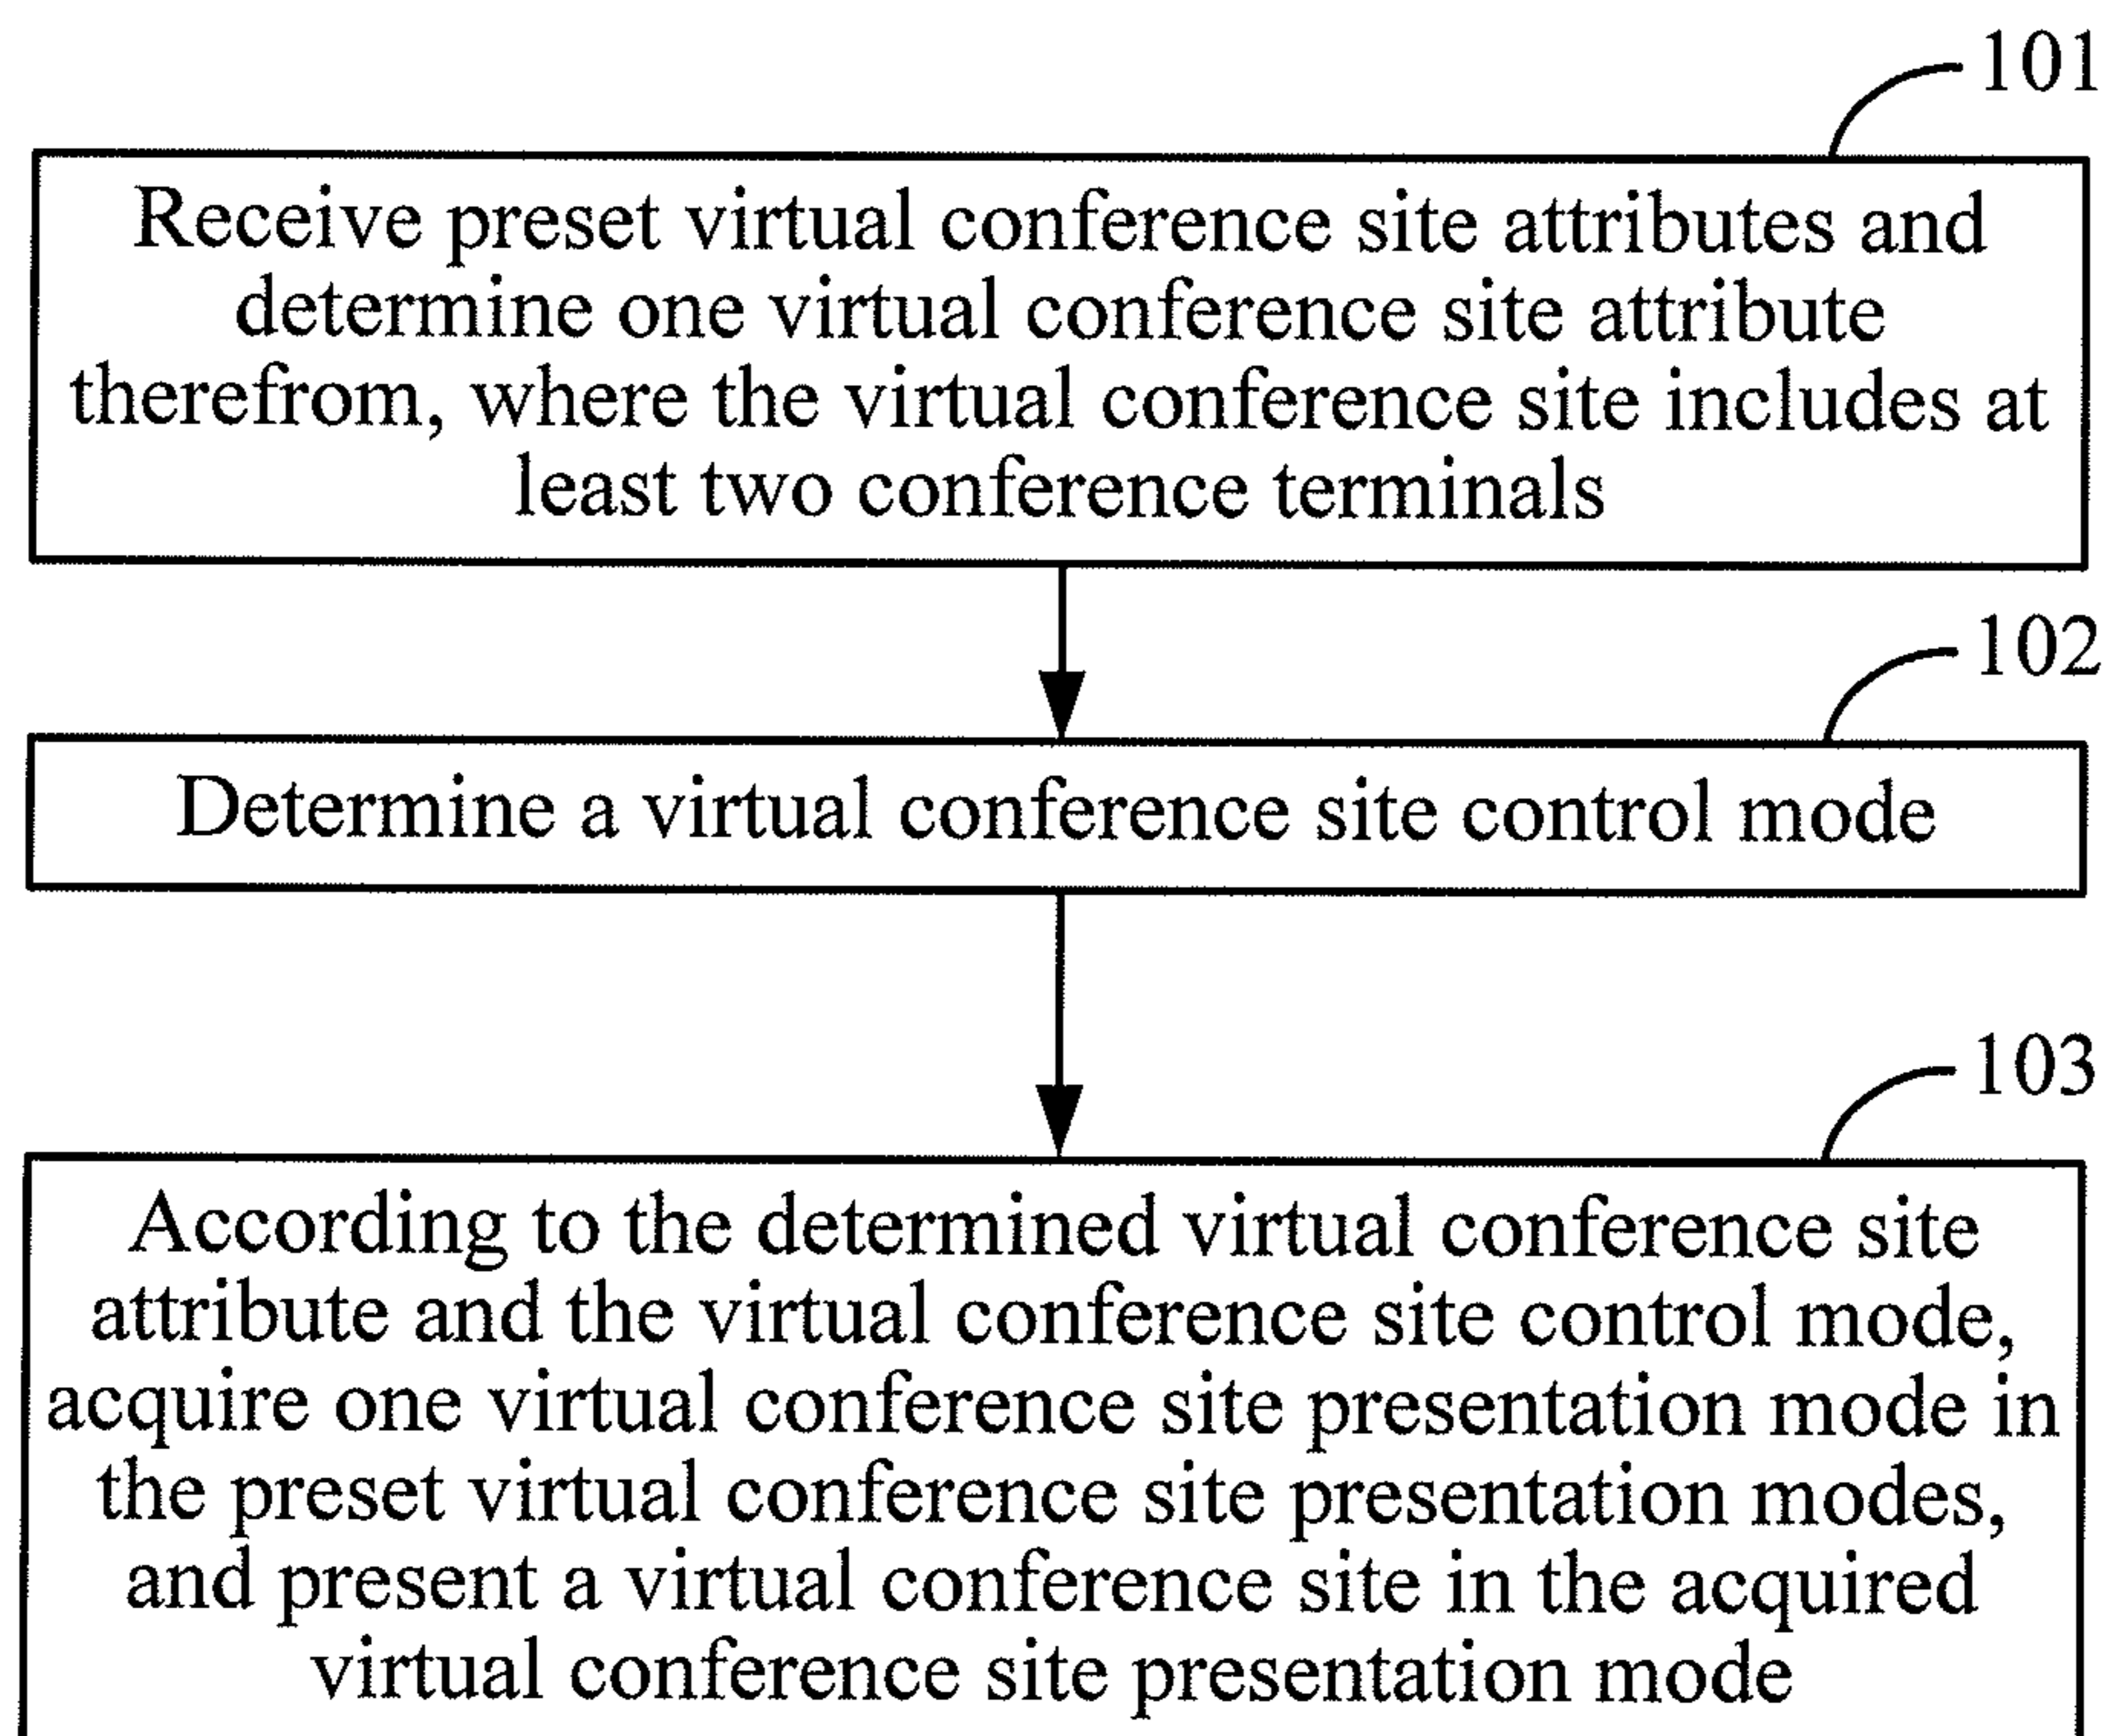 101
Receive preset virtual conference site attributes and
determine one virtual conference site attribute
therefrom, where the virtual conference site includes at
least two conference terminals
102
Determine a virtual conference site control mode
103
According to the determined virtual conference site
attribute and the virtual conference site control mode,
acquire one virtual conference site presentation mode in
the preset virtual conference site presentation modes,
and present a virtual conference site in the acquired
virtual conference site presentation mode